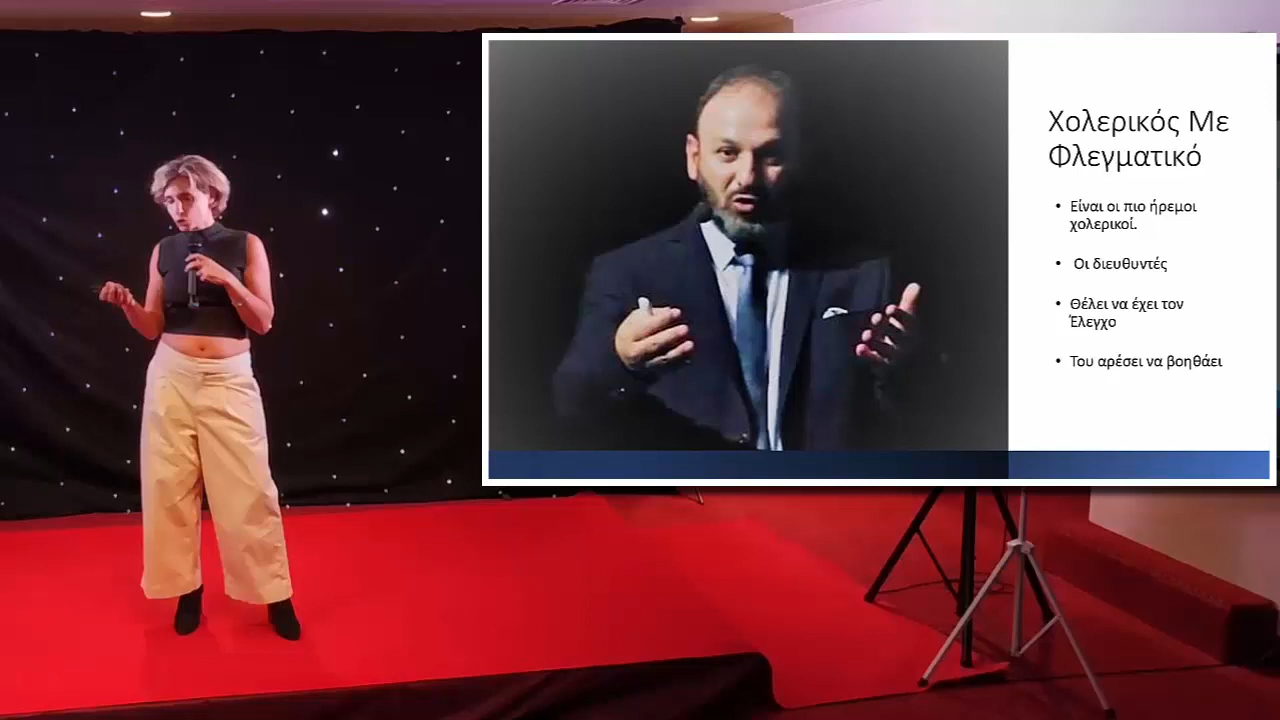 Χολερικός Με
Φλεγματικό
• Είναι οι πιο ήρεμοι
χολερικοί.
• Οι διευθυντές
• Θέλει να έχει τον
Έλεγχο
• Του αρέσει να βοηθάει